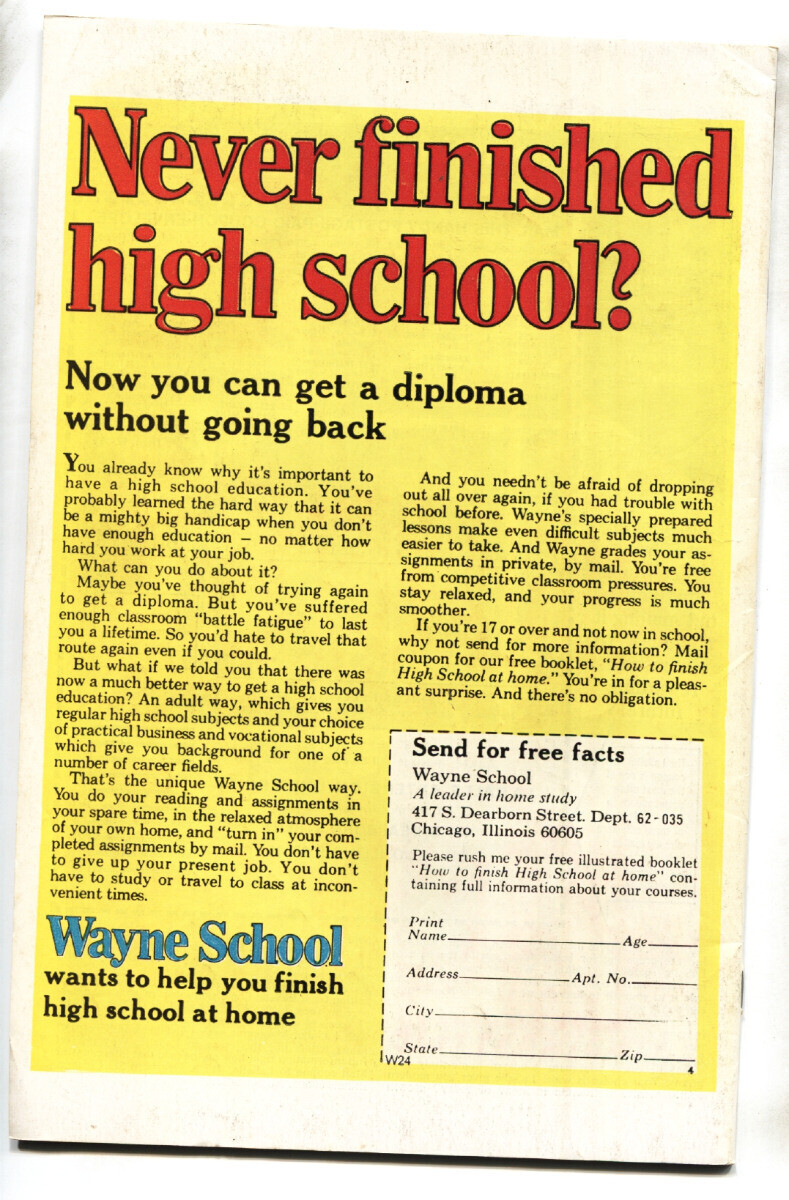 Never finished
high school?
Now you can get a diploma
without going back
You already know why it's important to
have a high school education. You've
probably learned the hard way that it can
be a mighty big handicap when you don't
have enough education – no matter how
hard you work at your job.
What can you do about it?
Maybe you've thought of trying again
to get a diploma. But you've suffered
enough classroom "battle fatigue" to last
you a lifetime. So you'd hate to travel that
route again even if you could.
But what if we told you that there was
now a much better way to get a high school
education? An adult way, which gives you
regular high school subjects and your choice
of practical business and vocational subjects
which give you background for one of a
number of career fields.
That's the unique Wayne School way.
You do your reading and assignments in
your spare time, in the relaxed atmosphere
of your own home, and "turn in" your com-
pleted assignments by mail. You don't have
to give up your present job. You don't
have to study or travel to class at incon-
venient times.
Wayne School
wants to help you finish
high school at home
And you needn't be afraid of dropping
out all over again, if you had trouble with
school before. Wayne's specially prepared
lessons make even difficult subjects much
easier to take. And Wayne grades your as-
signments in private, by mail. You're free
from competitive classroom pressures. You
stay relaxed, and your progress is much
smoother.
If you're 17 or over and not now in school,
why not send for more information? Mail
coupon for our free booklet, "How to finish
High School at home." You're in for a pleas-
ant surprise. And there's no obligation.
Send for free facts
Wayne School
A leader in home study
417 S. Dearborn Street. Dept. 62-035
Chicago, Illinois 60605
Please rush me your free illustrated booklet
"How to finish High School at home" con-
taining full information about your courses.
Print
Name Age
Address Apt. No.
City
State Zip
W24
4